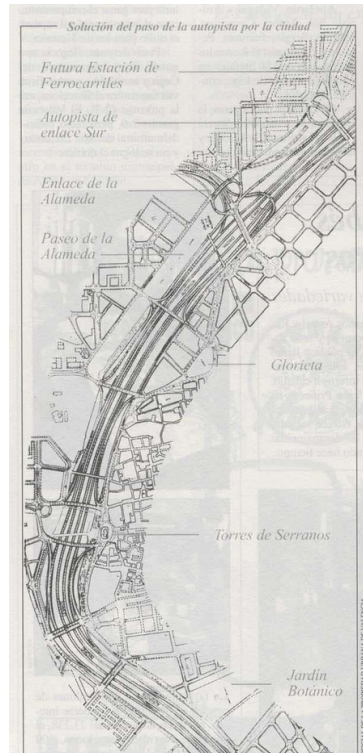 Solución del paso de la autopista por la ciudad
Futura Estación de
Ferrocarriles
Autopista de
enlace Sur
Enlace de la
Alameda
Paseo de la
Alameda
Glorieta
Torres de Serranos
Jardín
Botánico